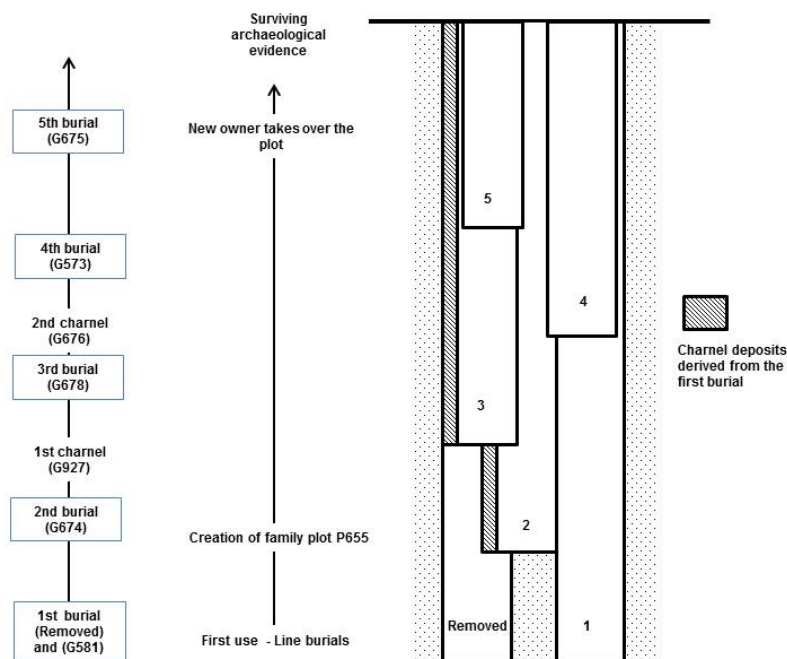 Surviving
archaeological
evidence
5th burial
(G675)
New owner takes over the
plot
4th burial
(G573)
2nd charnel
(G676)
3rd burial
(G678)
1st charnel
(G927)
2nd burial
(G674)
Creation of family plot P655
1st burial
(Removed)
and (G581)
First use - Line burials
5
4
3
2
Removed
1
Charnel deposits
derived from the
first burial